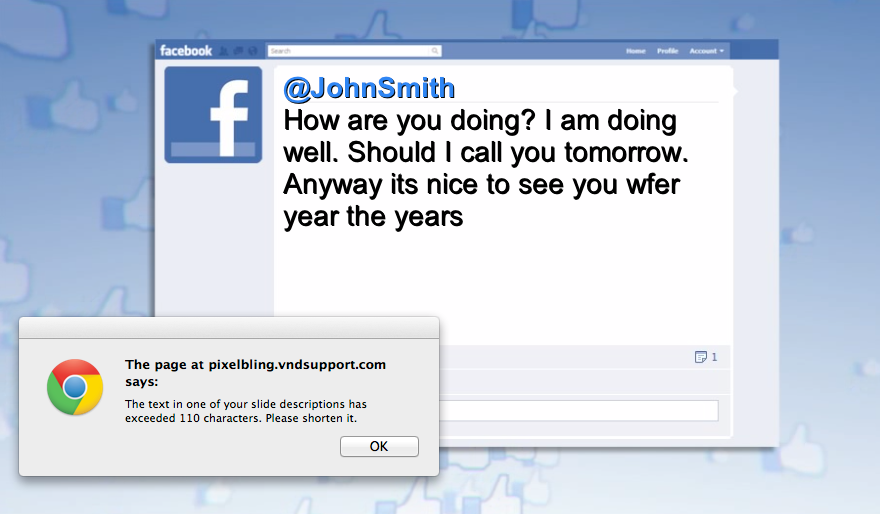 facebook Search Home Profile Account
@JohnSmith
How are you doing? I am doing
well. Should I call you tomorrow.
Anyway its nice to see you wfer
year the years
1
The page at pixelbling.vndsupport.com
says:
The text in one of your slide descriptions has
exceeded 110 characters. Please shorten it.
OK